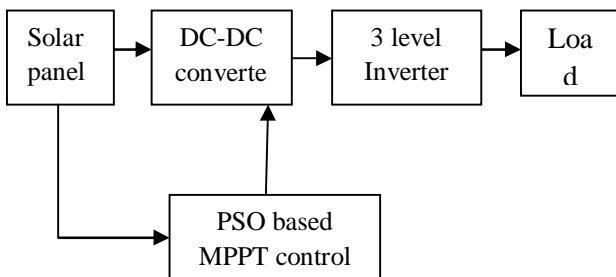 Solar
panel
DC-DC
converte
3 level
Inverter
Loa
d
PSO based
MPPT control